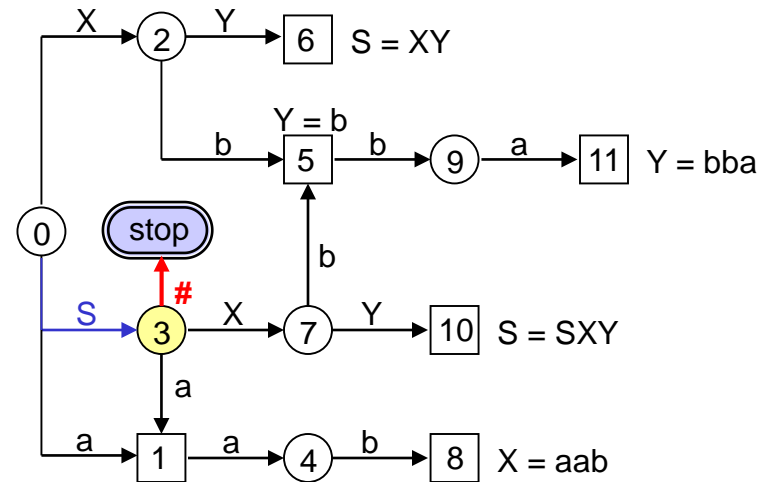 X
2
Y
6
S = XY
Y = b
b
5
b
9
a
11
Y = bba
0
stop
b
#
S
3
X
7
Y
10
S = SXY
a
a
1
a
4
b
8
X = aab